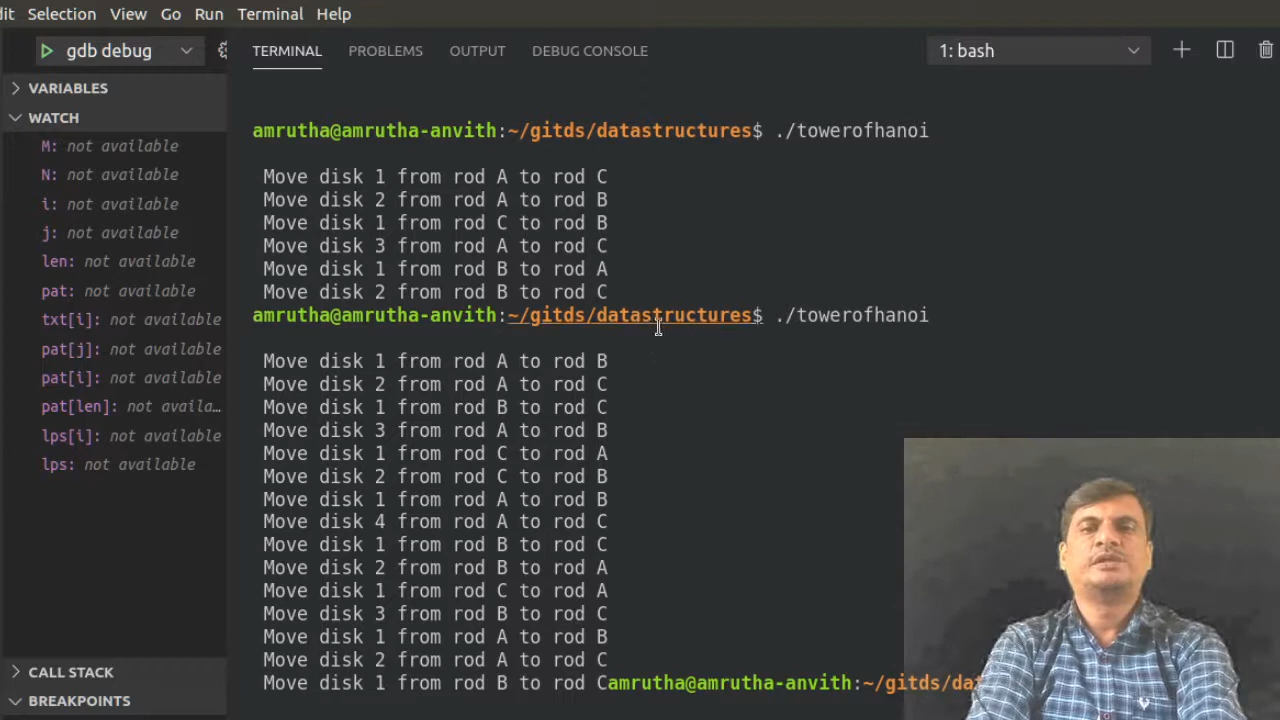 dit Selection View Go Run Terminal Help
gdb debug
TERMINAL PROBLEMS OUTPUT DEBUG CONSOLE 1: bash
VARIABLES
WATCH
M: not available
N: not available
i: not available
j: not available
len: not available
pat: not available
txt[i]: not available
pat[j]: not available
pat[i]: not available
pat[len]: not availa…
lps[i]: not available
lps: not available
CALL STACK
BREAKPOINTS
amrutha@amrutha-anvith:~/gitds/datastructures$ ./towerofhanoi
Move disk 1 from rod A to rod C
Move disk 2 from rod A to rod B
Move disk 1 from rod C to rod B
Move disk 3 from rod A to rod C
Move disk 1 from rod B to rod A
Move disk 2 from rod B to rod C
amrutha@amrutha-anvith:~/gitds/datastructures$ ./towerofhanoi
Move disk 1 from rod A to rod B
Move disk 2 from rod A to rod C
Move disk 1 from rod B to rod C
Move disk 3 from rod A to rod B
Move disk 1 from rod C to rod A
Move disk 2 from rod C to rod B
Move disk 1 from rod A to rod B
Move disk 4 from rod A to rod C
Move disk 1 from rod B to rod C
Move disk 2 from rod B to rod A
Move disk 1 from rod C to rod A
Move disk 3 from rod B to rod C
Move disk 1 from rod A to rod B
Move disk 2 from rod A to rod C
Move disk 1 from rod B to rod Camrutha@amrutha-anvith:~/gitds/dat